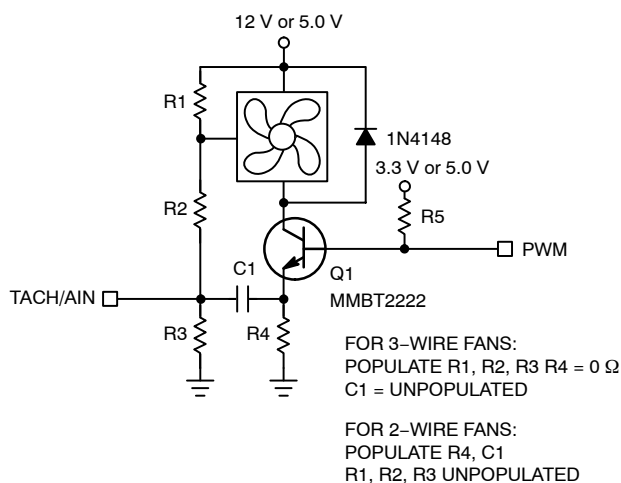 12 V or 5.0 V
R1
1N4148
3.3 V or 5.0 V
R2
R5
PWM
C1
Q1
TACH/AIN
MMBT2222
R3
R4
FOR 3−WIRE FANS:
POPULATE R1, R2, R3 R4 = 0 Ω
C1 = UNPOPULATED
FOR 2−WIRE FANS:
POPULATE R4, C1
R1, R2, R3 UNPOPULATED